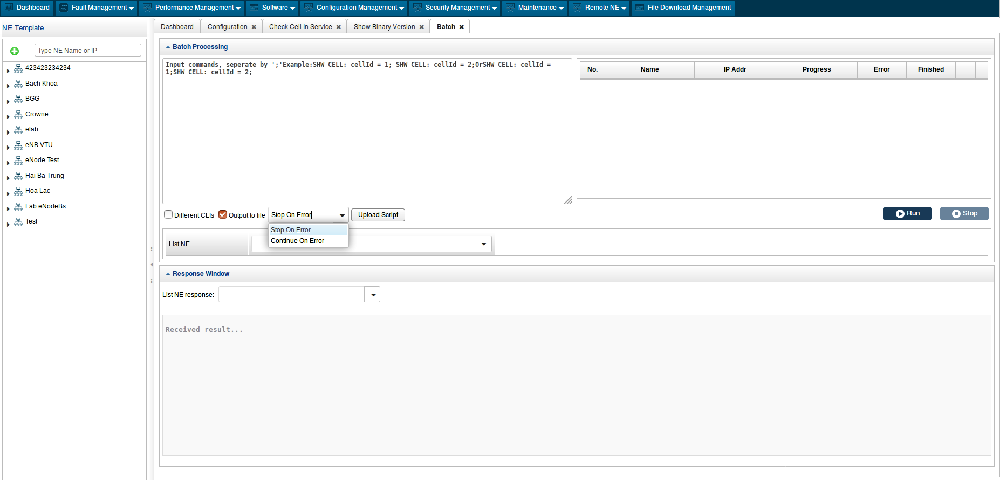 Dashboard Fault Management Performance Management Software Configuration Management Security Management Maintenance Remote NE File Download Management
NE Template
Type NE Name or IP
423423234234
Bach Khoa
BGG
Crowne
elab
eNB VTU
eNode Test
Hai Ba Trung
Hoa Lac
Lab eNodeBs
Test
Dashboard Configuration Check Cell In Service Show Binary Version Batch
Batch Processing
Input commands, seperate by ';'Example:SHW CELL: cellId = 1; SHW CELL: cellId = 2;OrSHW CELL: cellId =
1;SHW CELL: cellId = 2;
No. Name IP Addr Progress Error Finished
Different CLIs Output to file Stop On Error Upload Script Run Stop
Stop On Error
Continue On Error
List NE
Response Window
List NE response:
Received result...